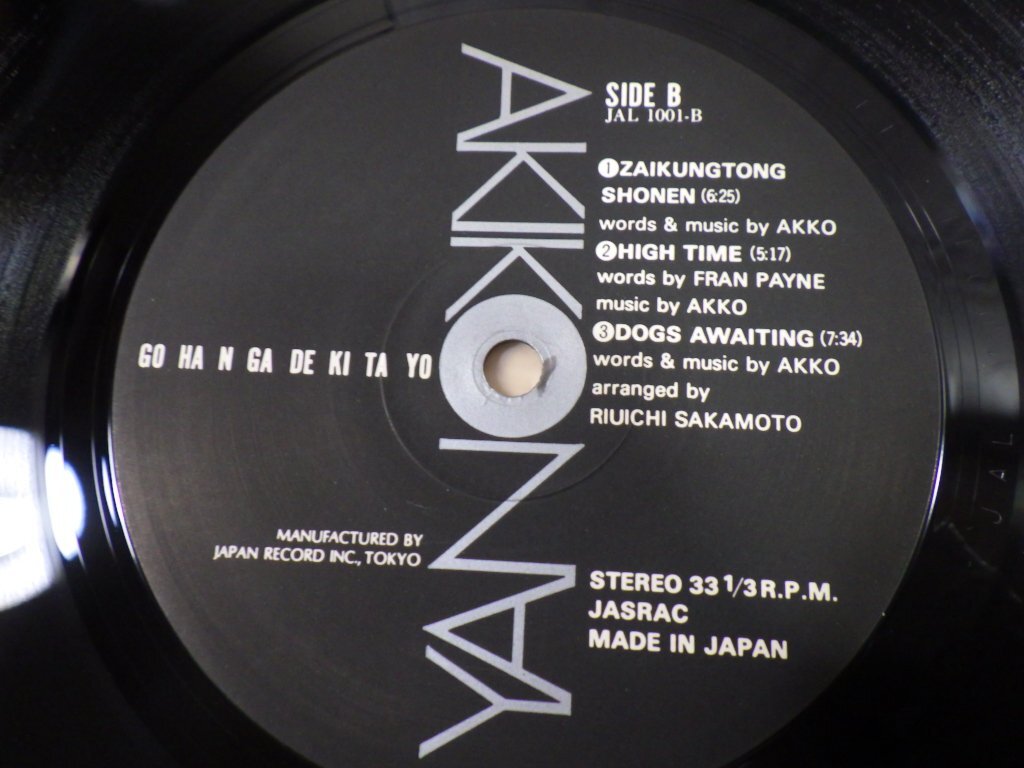 SIDE B
JAL 1001-B
❶ZAIKUNGTONG
SHONEN (6:25)
words & music by AKKO
❷HIGH TIME (5:17)
words by FRAN PAYNE
music by AKKO
❸DOGS AWAITING (7:34)
words & music by AKKO
arranged by
RIUICHI SAKAMOTO
AKIKO YANO
GO HA N GA DE KI TA YO
MANUFACTURED BY
JAPAN RECORD INC., TOKYO
STEREO 33 1/3 R.P.M.
JASRAC
MADE IN JAPAN
JAL